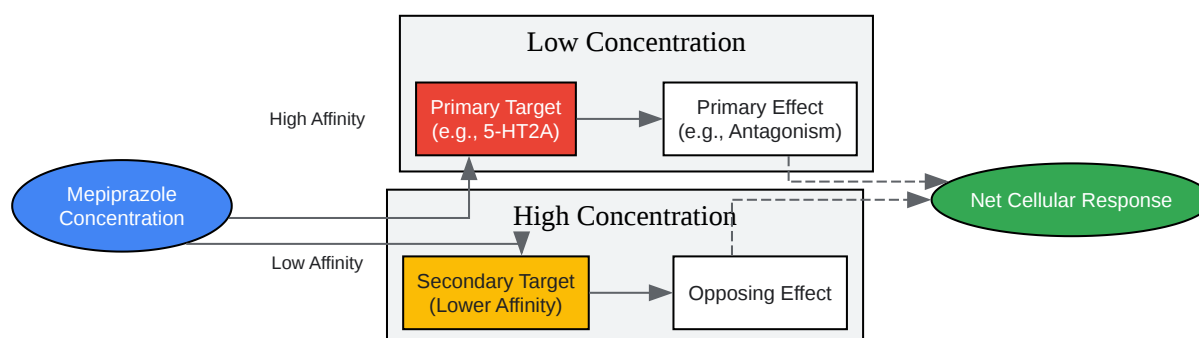 Low Concentration
High Affinity
Primary Target
(e.g., 5-HT2A)
Primary Effect
(e.g., Antagonism)
Mepiprazole
Concentration
Net Cellular Response
High Concentration
Low Affinity
Secondary Target
(Lower Affinity)
Opposing Effect